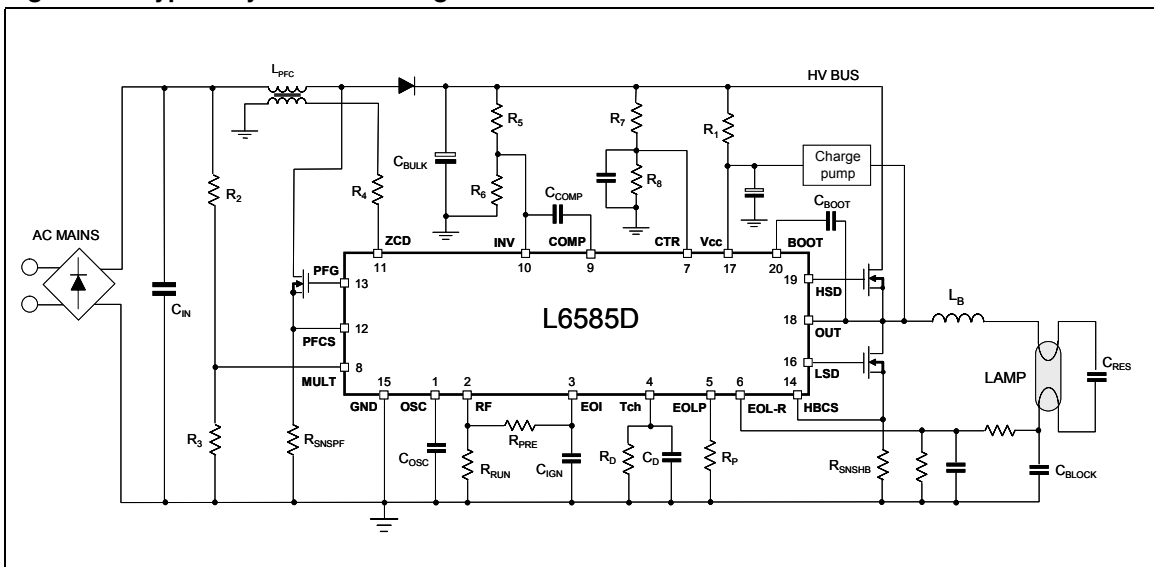 LPFC
HV BUS
R5
R7
R1
Charge
pump
CBULK
R2
R4
R6
CCOMP
R8
CBOOT
AC MAINS
ZCD
INV
COMP
CTR
Vcc
BOOT
11
10
9
7
17
20
PFG
13
19
HSD
CIN
L6585D
LB
12
18
PFCS
OUT
16
8
LSD
MULT
CRES
LAMP
15
1
2
3
4
5
6
14
GND
OSC
RF
EOI
Tch
EOLP
EOL-R
HBCS
R3
RSNSPF
RPRE
COSC
RRUN
CIGN
RD
CD
RP
RSNSHB
CBLOCK